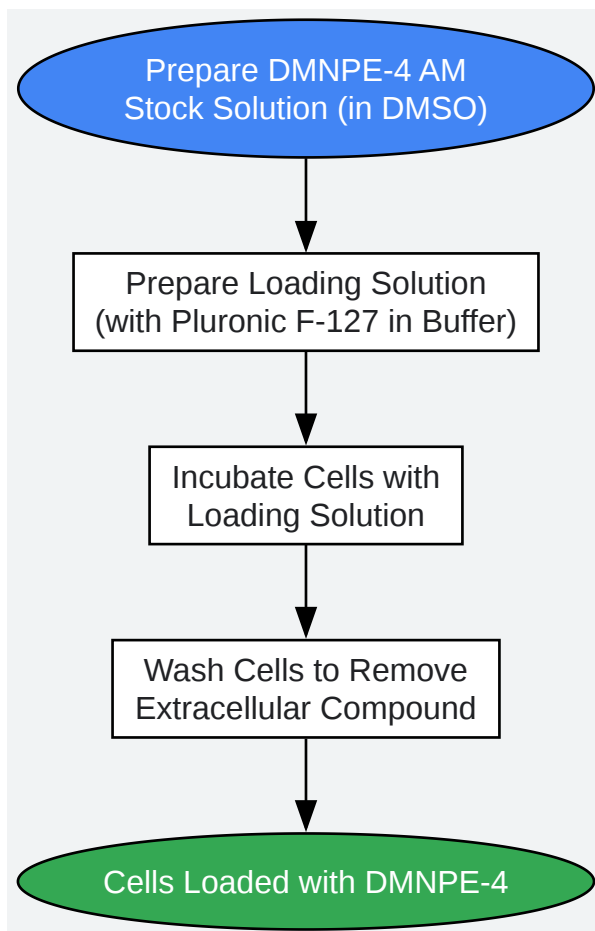 Prepare DMNPE-4 AM
Stock Solution (in DMSO)
Prepare Loading Solution
(with Pluronic F-127 in Buffer)
Incubate Cells with
Loading Solution
Wash Cells to Remove
Extracellular Compound
Cells Loaded with DMNPE-4